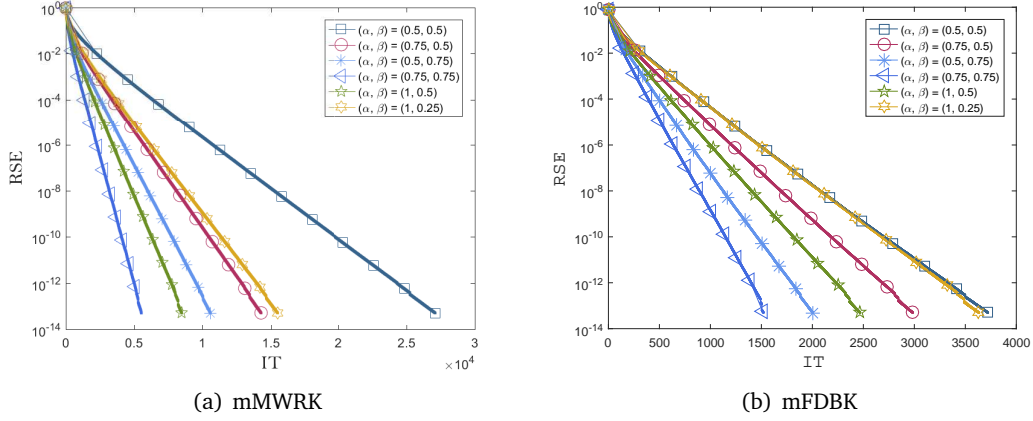 10^0
10^-2
10^-4
10^-6
10^-8
10^-10
10^-12
10^-14
RSE
0 0.5 1 1.5 2 2.5 3
IT
×10^4
(α, β) = (0.5, 0.5)
(α, β) = (0.75, 0.5)
(α, β) = (0.5, 0.75)
(α, β) = (0.75, 0.75)
(α, β) = (1, 0.5)
(α, β) = (1, 0.25)
(a) mMWRK
10^0
10^-2
10^-4
10^-6
10^-8
10^-10
10^-12
10^-14
RSE
0 500 1000 1500 2000 2500 3000 3500 4000
IT
(α, β) = (0.5, 0.5)
(α, β) = (0.75, 0.5)
(α, β) = (0.5, 0.75)
(α, β) = (0.75, 0.75)
(α, β) = (1, 0.5)
(α, β) = (1, 0.25)
(b) mFDBK